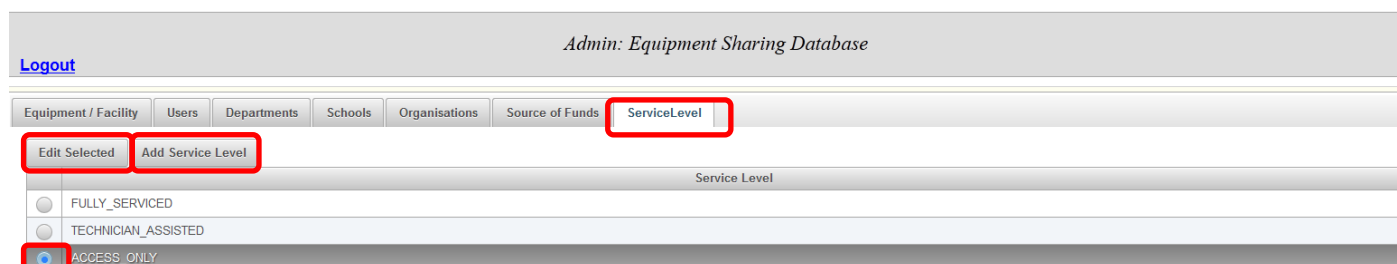 Admin: Equipment Sharing Database
Logout
Equipment / Facility Users Departments Schools Organisations Source of Funds ServiceLevel
Edit Selected Add Service Level
Service Level
FULLY_SERVICED
TECHNICIAN_ASSISTED
ACCESS_ONLY